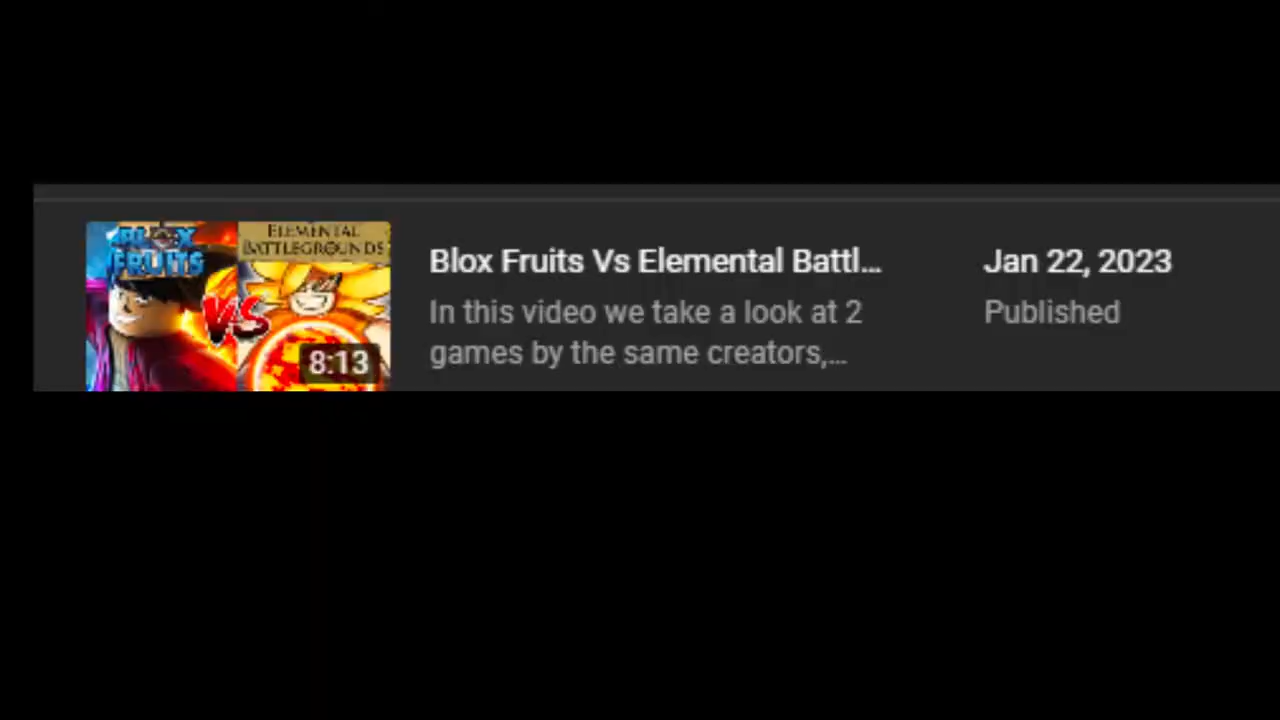 BLOX
FRUITS
ELEMENTAL
BATTLEGROUNDS
VS
8:13
Blox Fruits Vs Elemental Battl...
In this video we take a look at 2
games by the same creators,...
Jan 22, 2023
Published